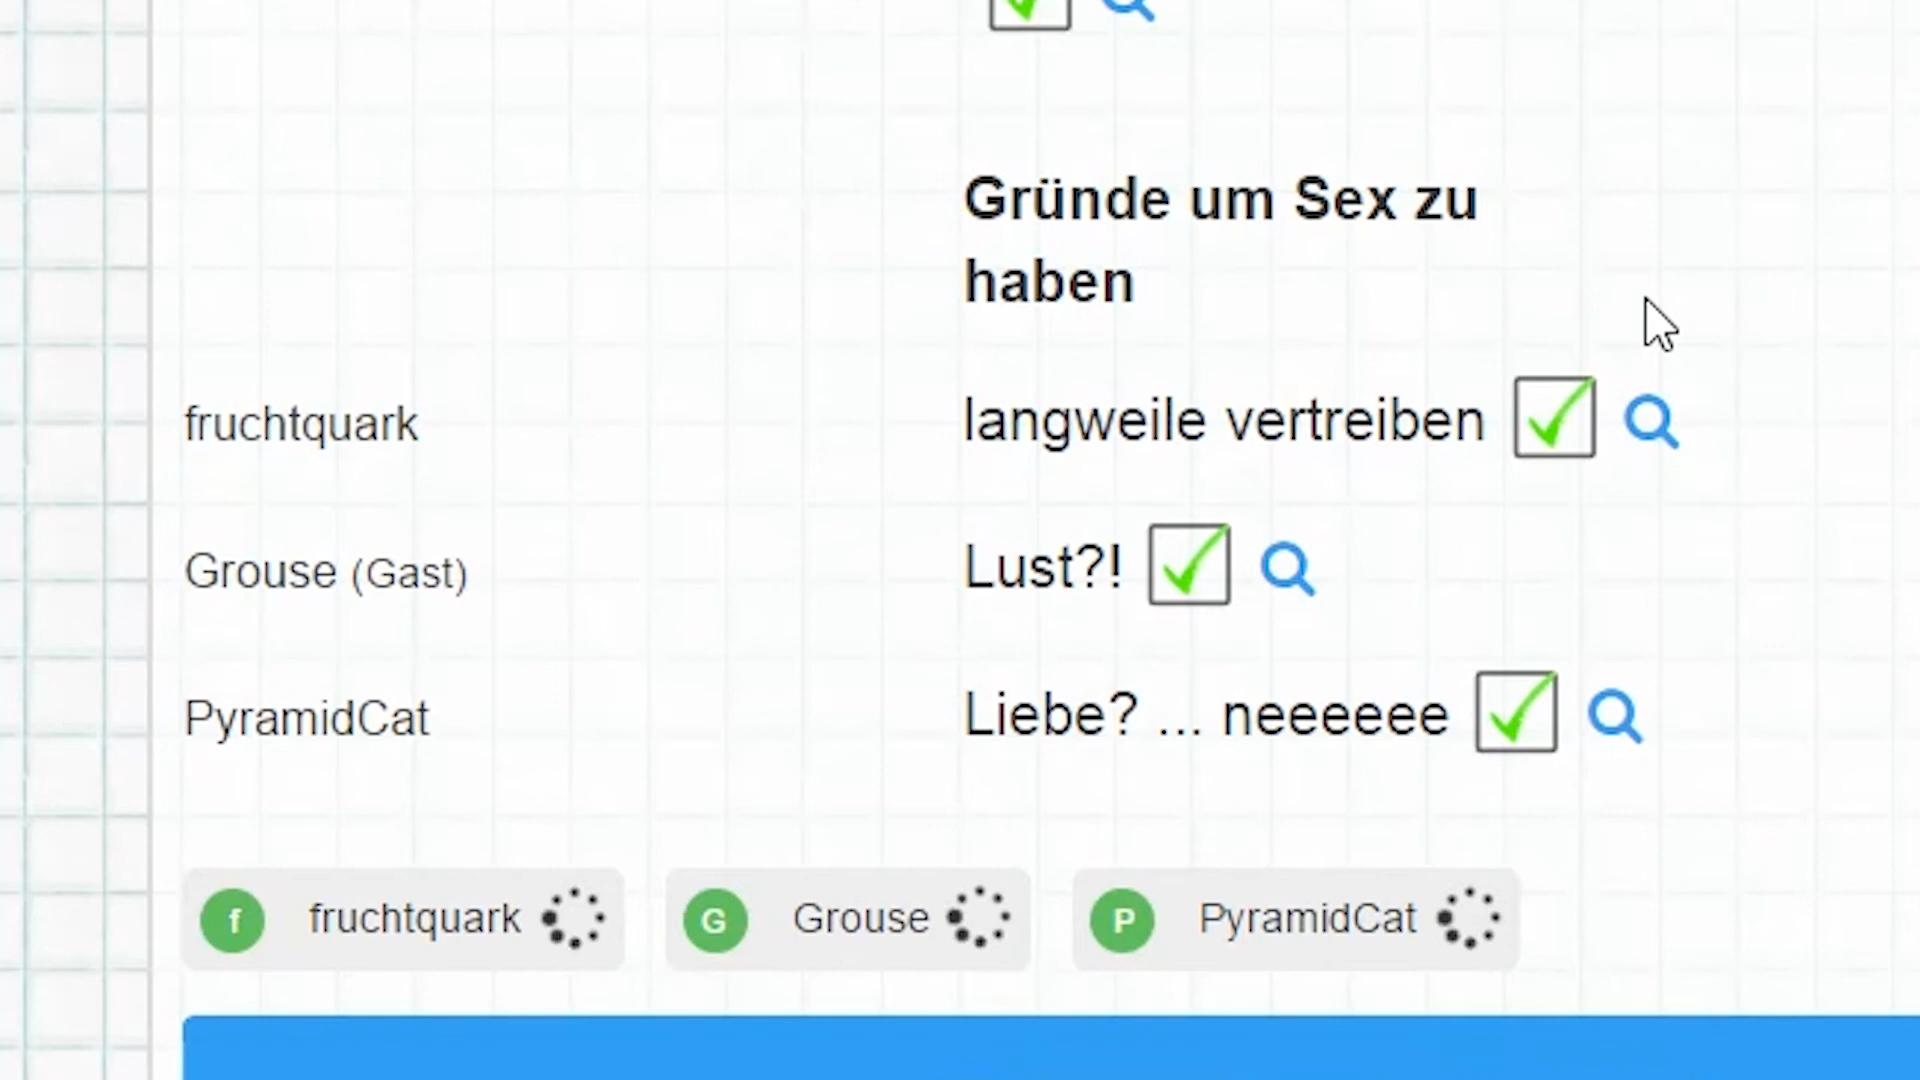 Gründe um Sex zu
haben
fruchtquark langweile vertreiben
Grouse (Gast) Lust?!
PyramidCat Liebe? ... neeeeee
f fruchtquark G Grouse P PyramidCat